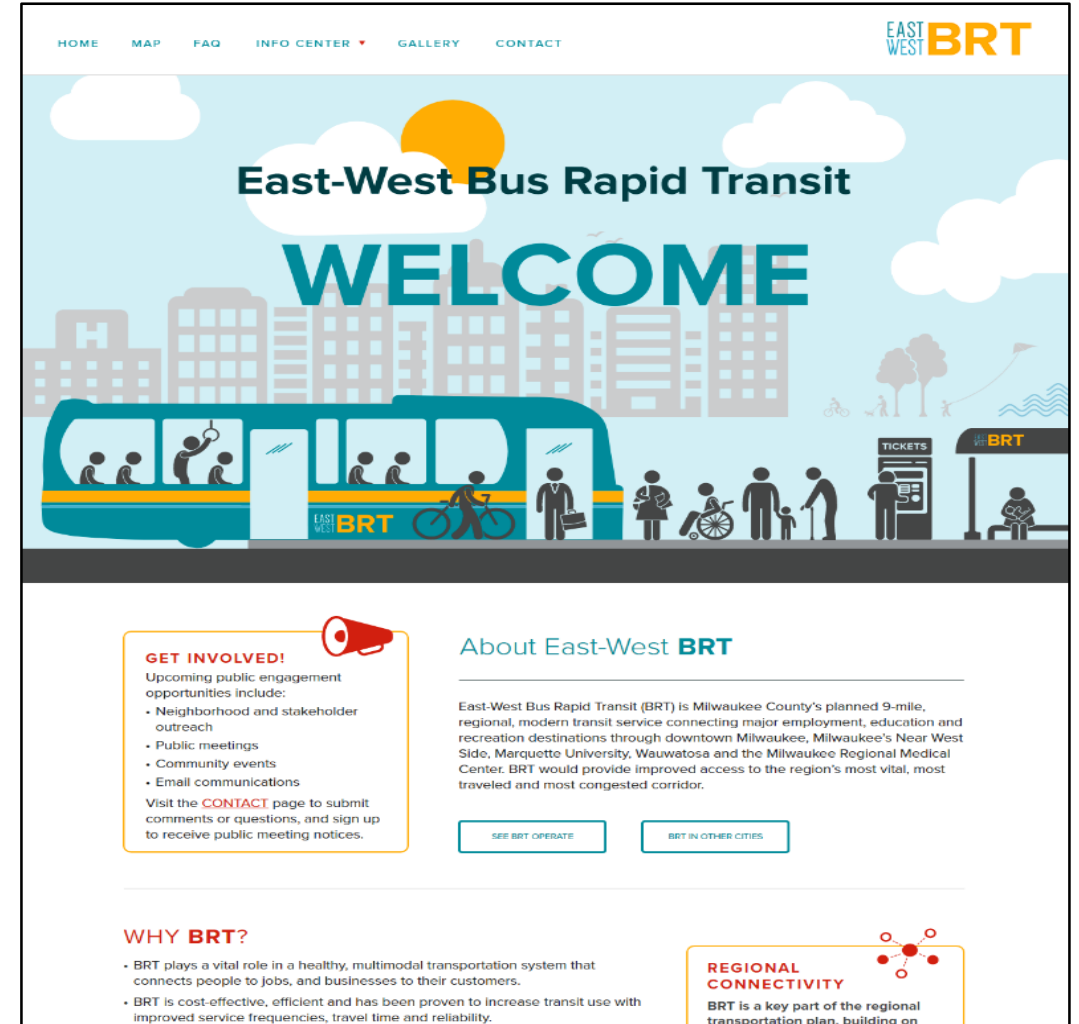 HOME MAP FAQ INFO CENTER GALLERY CONTACT
EAST
WEST BRT
East-West Bus Rapid Transit
WELCOME
H
TICKETS
EAST
WEST BRT
EAST
WEST BRT
GET INVOLVED!
Upcoming public engagement
opportunities include:
• Neighborhood and stakeholder
outreach
• Public meetings
• Community events
• Email communications
Visit the CONTACT page to submit
comments or questions, and sign up
to receive public meeting notices.
About East-West BRT
East-West Bus Rapid Transit (BRT) is Milwaukee County's planned 9-mile,
regional, modern transit service connecting major employment, education and
recreation destinations through downtown Milwaukee, Milwaukee's Near West
Side, Marquette University, Wauwatosa and the Milwaukee Regional Medical
Center. BRT would provide improved access to the region's most vital, most
traveled and most congested corridor.
SEE BRT OPERATE
BRT IN OTHER CITIES
WHY BRT?
• BRT plays a vital role in a healthy, multimodal transportation system that
connects people to jobs, and businesses to their customers.
• BRT is cost-effective, efficient and has been proven to increase transit use with
improved service frequencies, travel time and reliability.
REGIONAL
CONNECTIVITY
BRT is a key part of the regional
transportation plan, building on